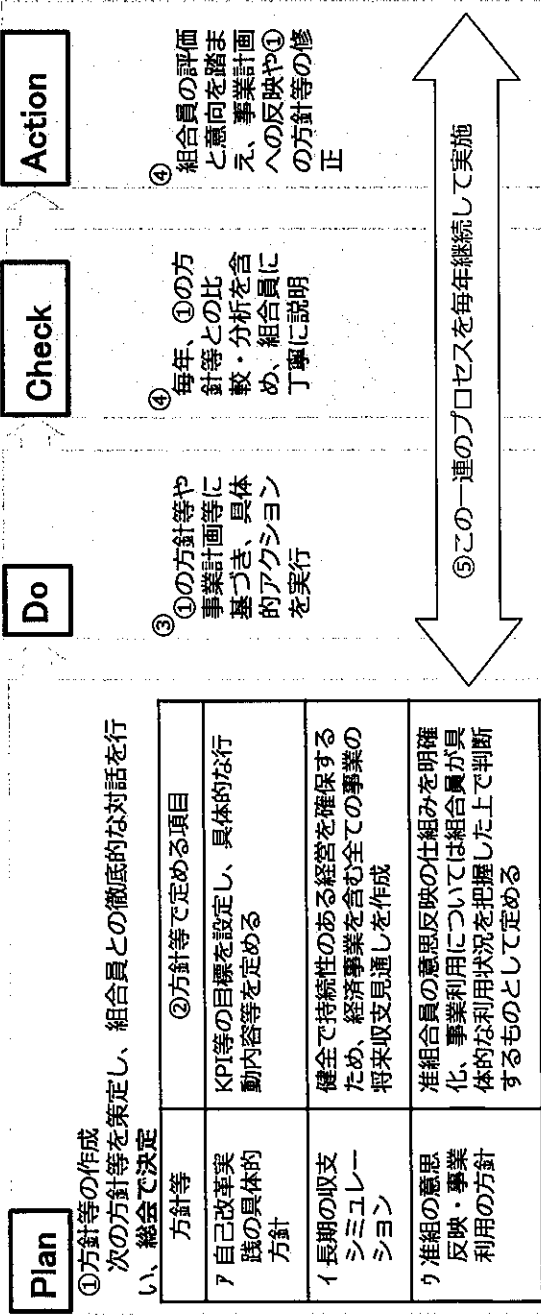 Plan
①方針等の作成
次の方針等を策定し、組合員との徹底的な対話を行
い、総会で決定
方針等
②方針等で定める項目
ｱ 自己改革実
践の具体的
方針
KPI等の目標を設定し、具体的な行
動内容等を定める
ｲ 長期の収支
シミュレー
ション
健全で持続性のある経営を確保する
ため、経済事業を含む全ての事業の
将来収支見通しを作成
ｳ 准組の意思
反映・事業
利用の方針
准組合員の意思反映の仕組みを明確
化、事業利用については組合員が具
体的な利用状況を把握した上で判断
するものとして定める
Do
③
①の方針等や
事業計画等に
基づき、具体
的アクション
を実行
Check
④
毎年、①の方
針等との比
較・分析を含
め、組合員に
丁寧に説明
Action
④
組合員の評価
と意向を踏ま
え、事業計画
への反映や①
の方針等の修
正
⑤この一連のプロセスを毎年継続して実施